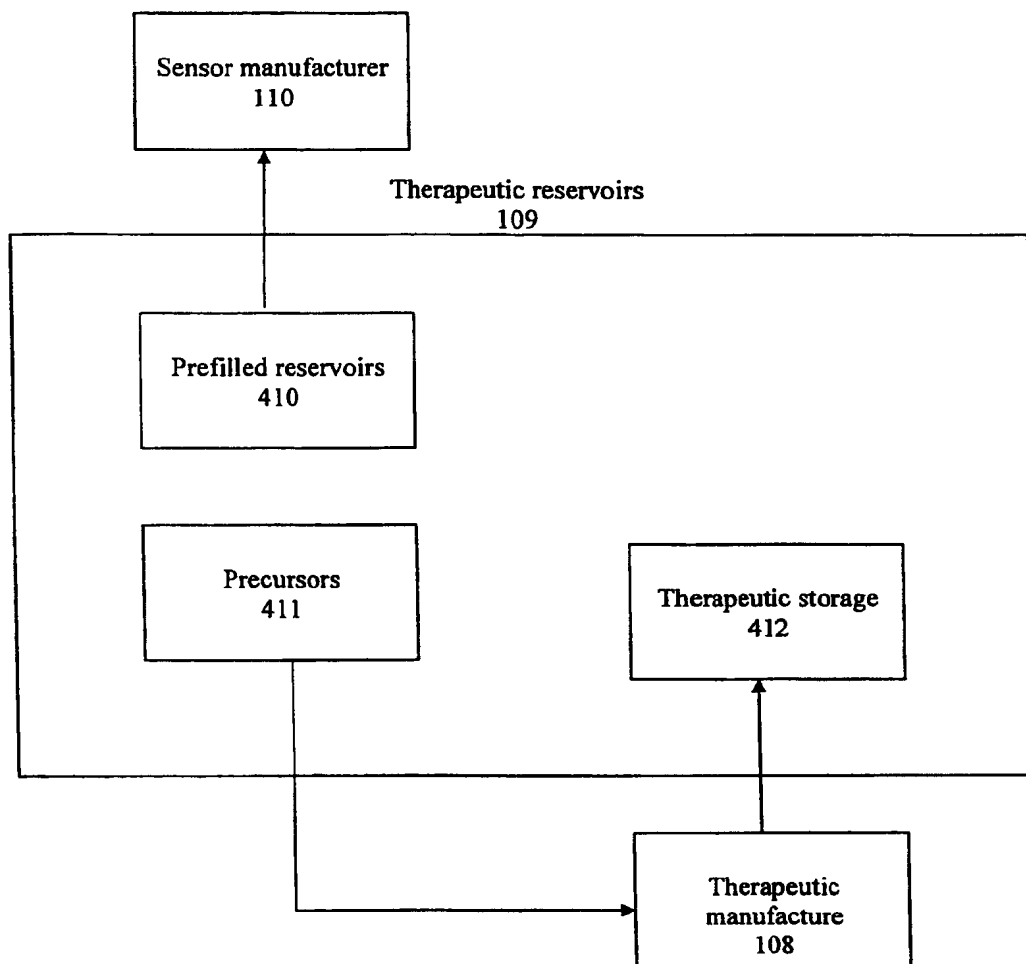 Sensor manufacturer
110
Therapeutic reservoirs
109
Prefilled reservoirs
410
Precursors
411
Therapeutic storage
412
Therapeutic
manufacture
108